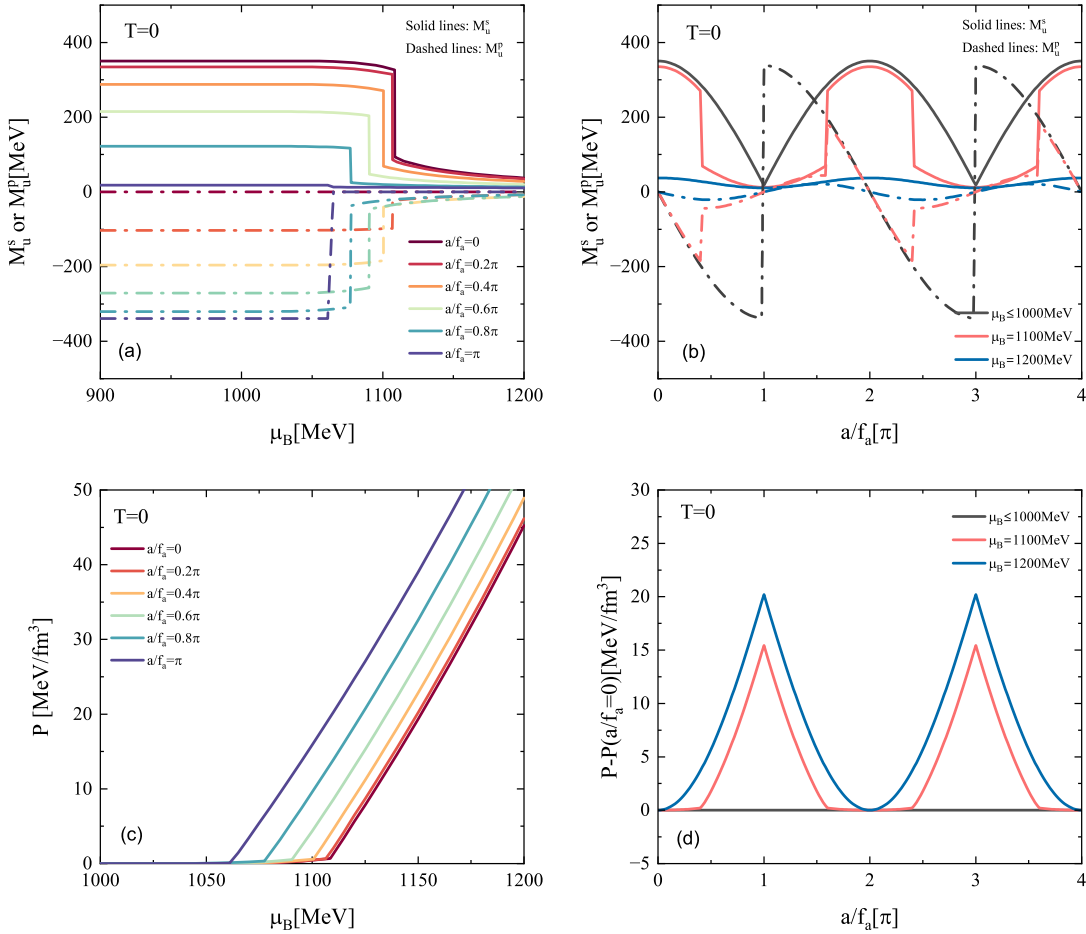 T=0
Solid lines: M_u^s
Dashed lines: M_u^p
400
200
0
−200
−400
M_u^s or M_u^p[MeV]
a/f_a=0
a/f_a=0.2π
a/f_a=0.4π
a/f_a=0.6π
a/f_a=0.8π
a/f_a=π
(a)
900 1000 1100 1200
μ_B[MeV]
T=0
Solid lines: M_u^s
Dashed lines: M_u^p
400
200
0
−200
−400
M_u^s or M_u^p[MeV]
μ_B≤1000MeV
μ_B=1100MeV
μ_B=1200MeV
(b)
0 1 2 3 4
a/f_a[π]
T=0
50
40
30
20
10
0
P [MeV/fm³]
a/f_a=0
a/f_a=0.2π
a/f_a=0.4π
a/f_a=0.6π
a/f_a=0.8π
a/f_a=π
(c)
1000 1050 1100 1150 1200
μ_B[MeV]
T=0
30
25
20
15
10
5
0
−5
P-P(a/f_a=0)[MeV/fm³]
μ_B≤1000MeV
μ_B=1100MeV
μ_B=1200MeV
(d)
0 1 2 3 4
a/f_a[π]